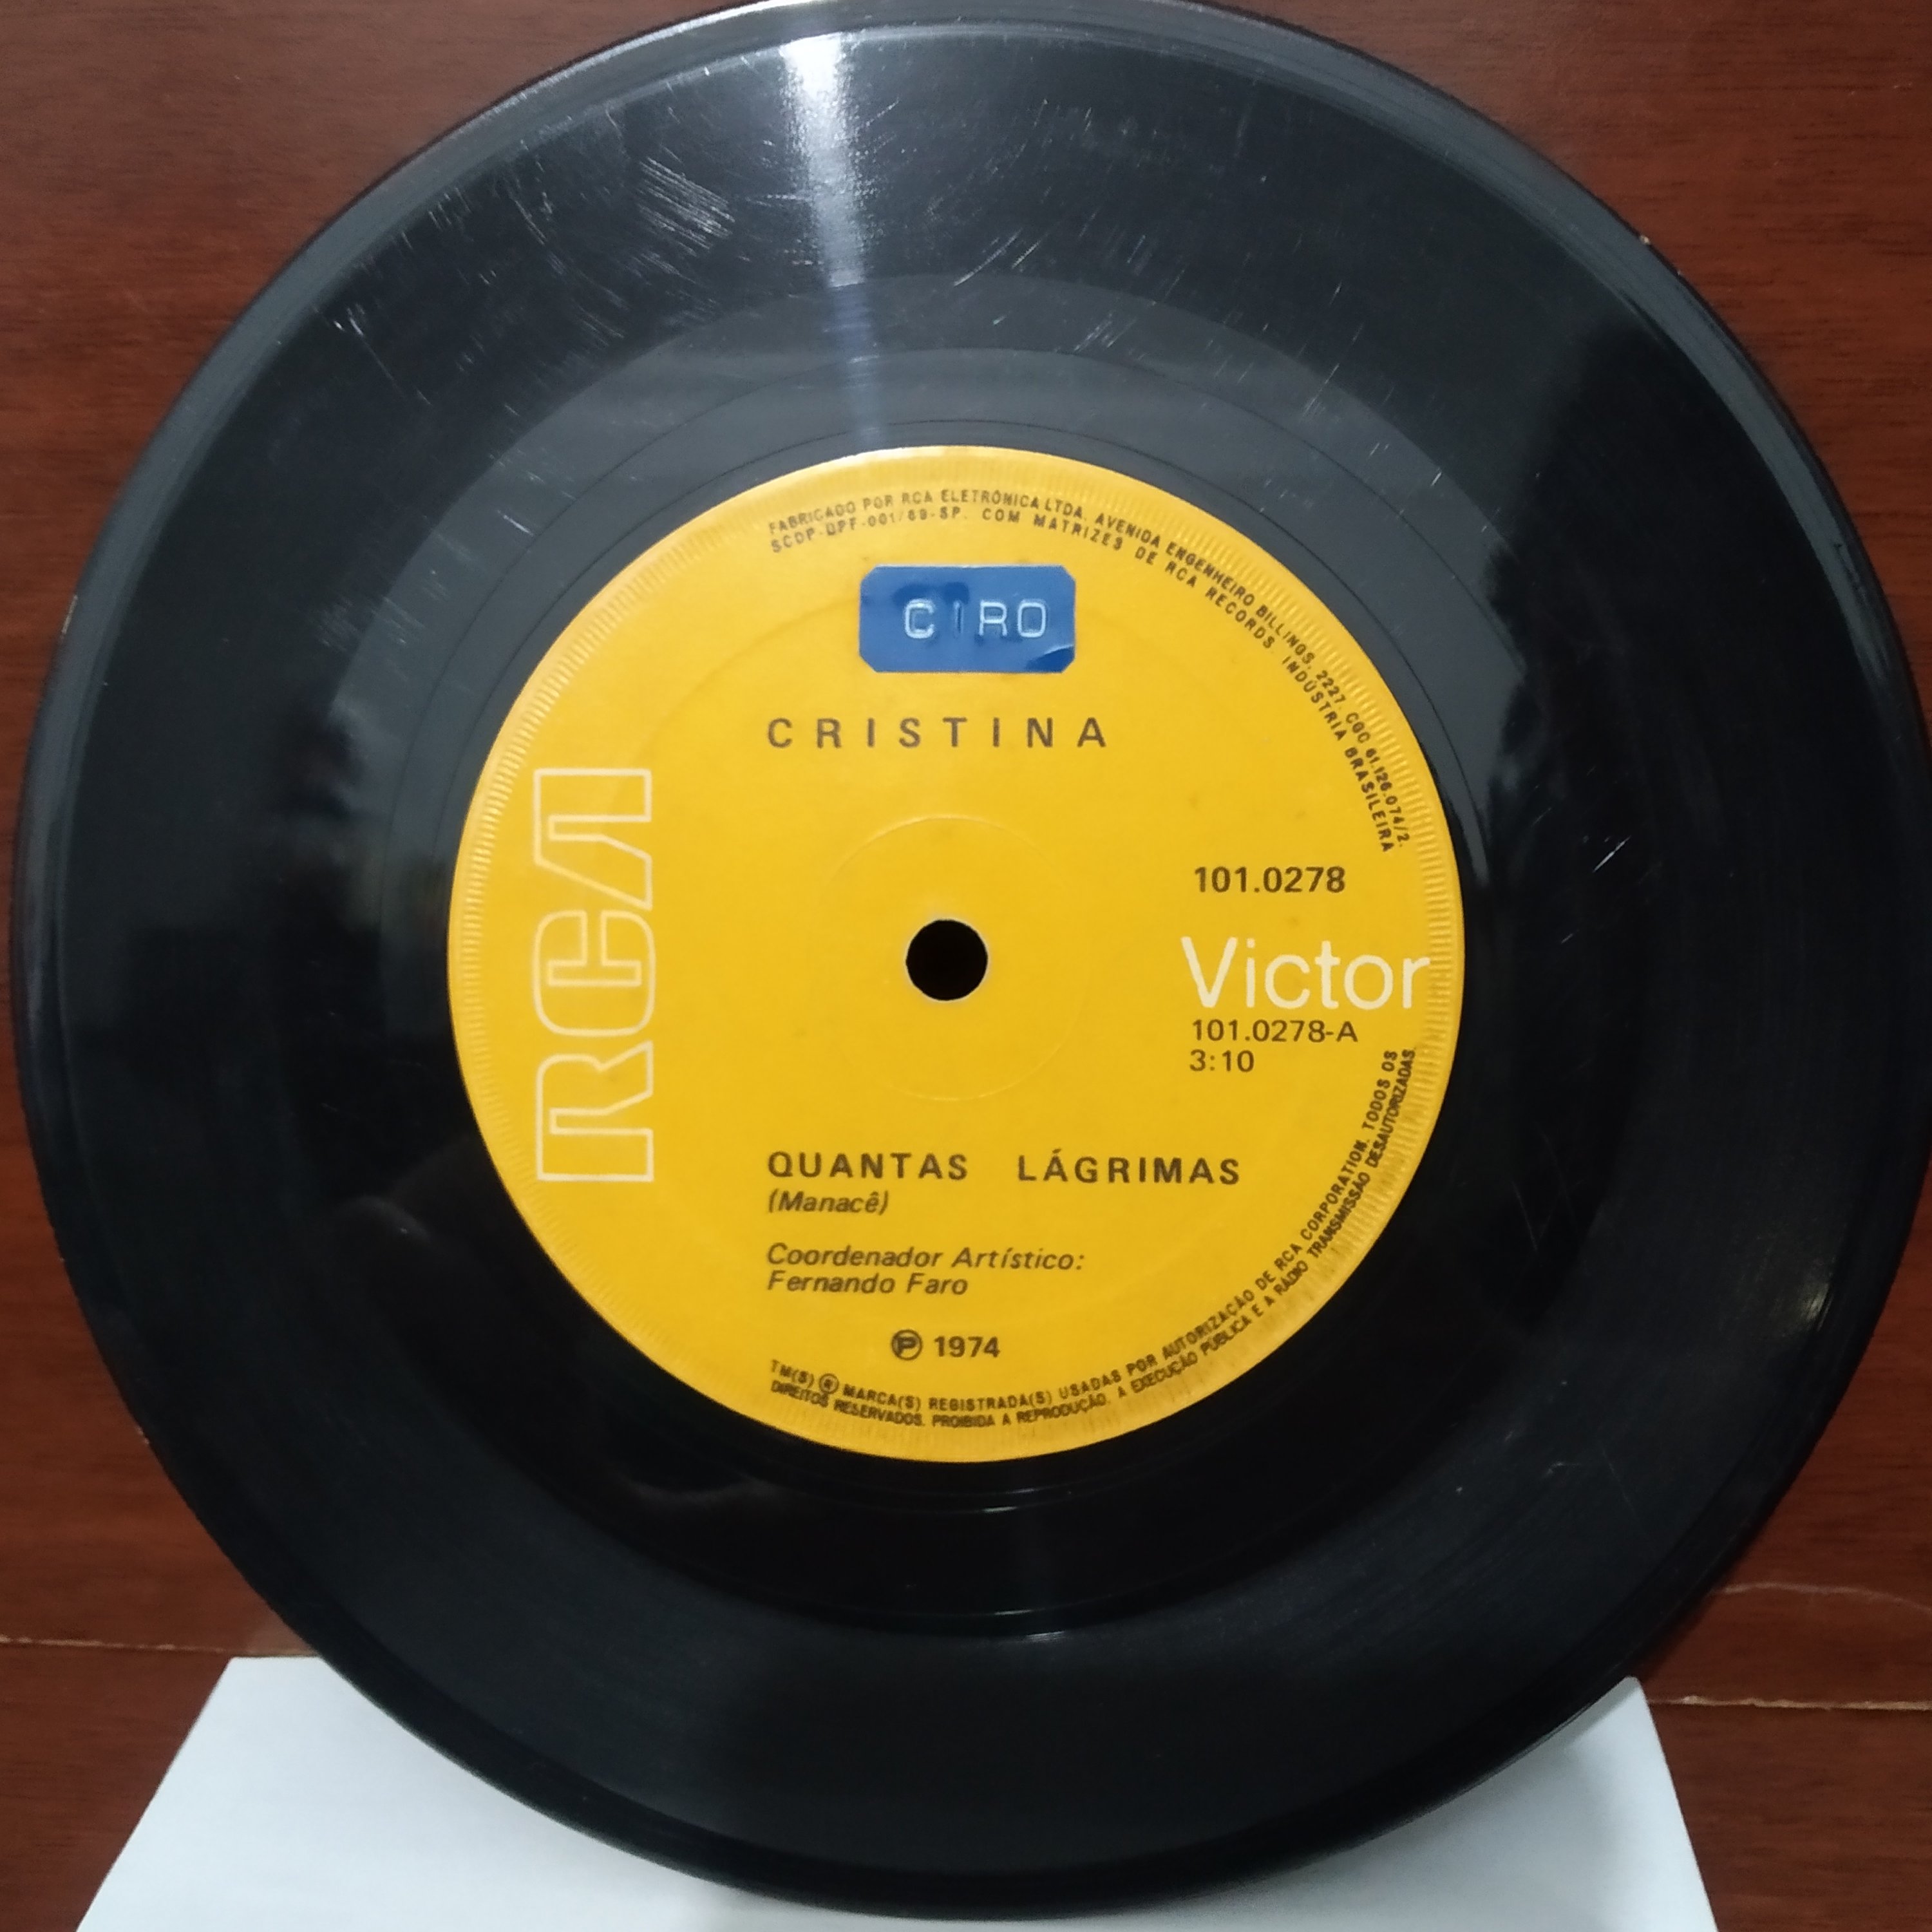 FABRICADO POR RCA ELETRÔNICA LTDA. AVENIDA ENGENHEIRO BILLINGS, 2227. CGC 61.126.074/2.
SCDP-DPF-001/69-SP. COM MATRIZES DE RCA RECORDS. INDÚSTRIA BRASILEIRA
CIRO
CRISTINA
RCA
101.0278
Victor
101.0278-A
3:10
QUANTAS LÁGRIMAS
(Manacê)
Coordenador Artístico:
Fernando Faro
℗ 1974
TM(S) ® MARCA(S) REGISTRADA(S) USADAS POR AUTORIZAÇÃO DE RCA CORPORATION. TODOS OS
DIREITOS RESERVADOS. PROIBIDA A REPRODUÇÃO. A EXECUÇÃO PÚBLICA E A RÁDIO TRANSMISSÃO DESAUTORIZADAS.